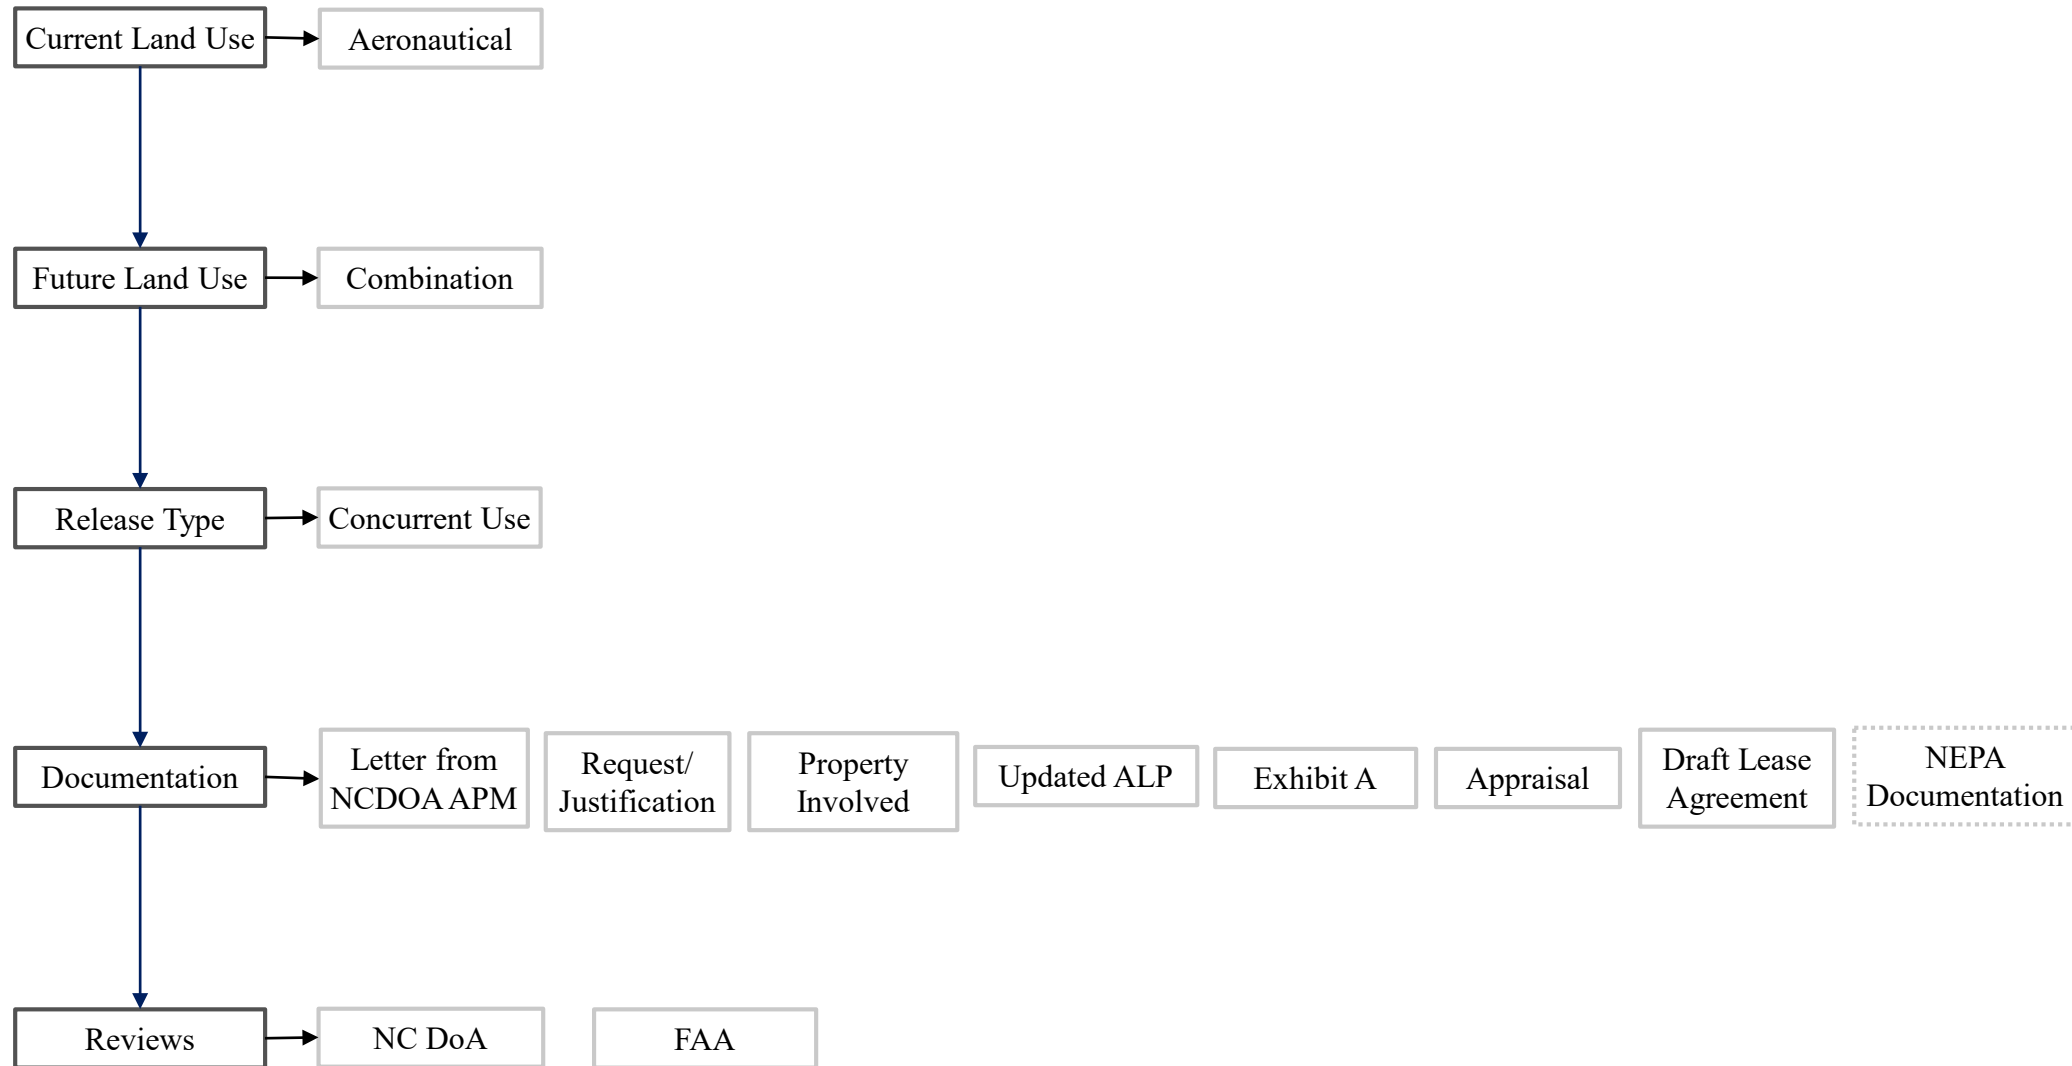 Current Land Use
Aeronautical
Future Land Use
Combination
Release Type
Concurrent Use
Documentation
Letter from
NCDOA APM
Request/
Justification
Property
Involved
Updated ALP
Exhibit A
Appraisal
Draft Lease
Agreement
NEPA
Documentation
Reviews
NC DoA
FAA